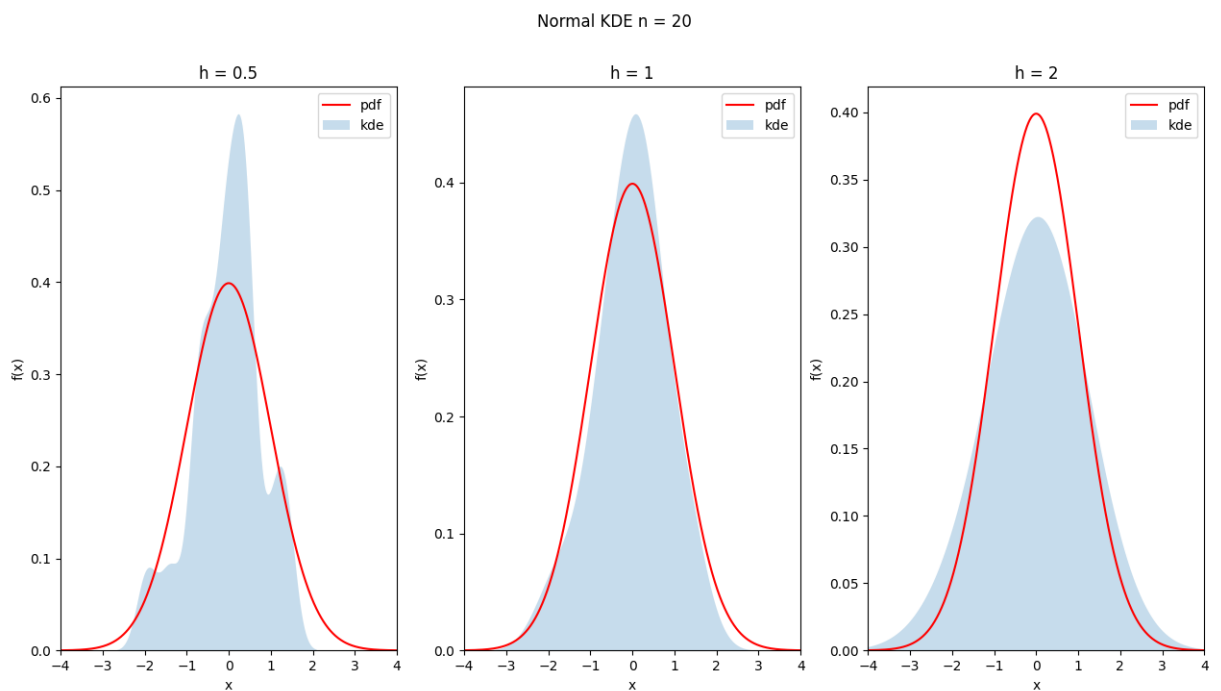 Normal KDE n = 20
h = 0.5
pdf
kde
0.6
0.5
0.4
0.3
0.2
0.1
0.0
f(x)
−4 −3 −2 −1 0 1 2 3 4
x
h = 1
pdf
kde
0.4
0.3
0.2
0.1
0.0
f(x)
−4 −3 −2 −1 0 1 2 3 4
x
h = 2
pdf
kde
0.40
0.35
0.30
0.25
0.20
0.15
0.10
0.05
0.00
f(x)
−4 −3 −2 −1 0 1 2 3 4
x